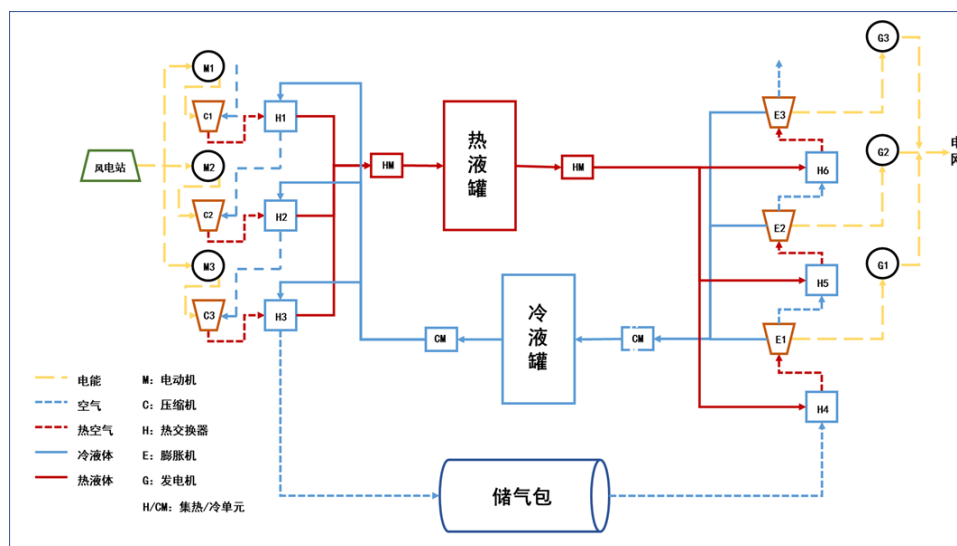 G3
M1
C1
H1
E3
热液罐
HM
HM
风电站
M2
G2
电网
H6
C2
H2
E2
M3
G1
H5
C3
H3
冷液罐
CM
CM
E1
电能
M：电动机
空气
C：压缩机
热空气
H：热交换器
H4
冷液体
E：膨胀机
热液体
G：发电机
储气包
H/CM：集热/冷单元